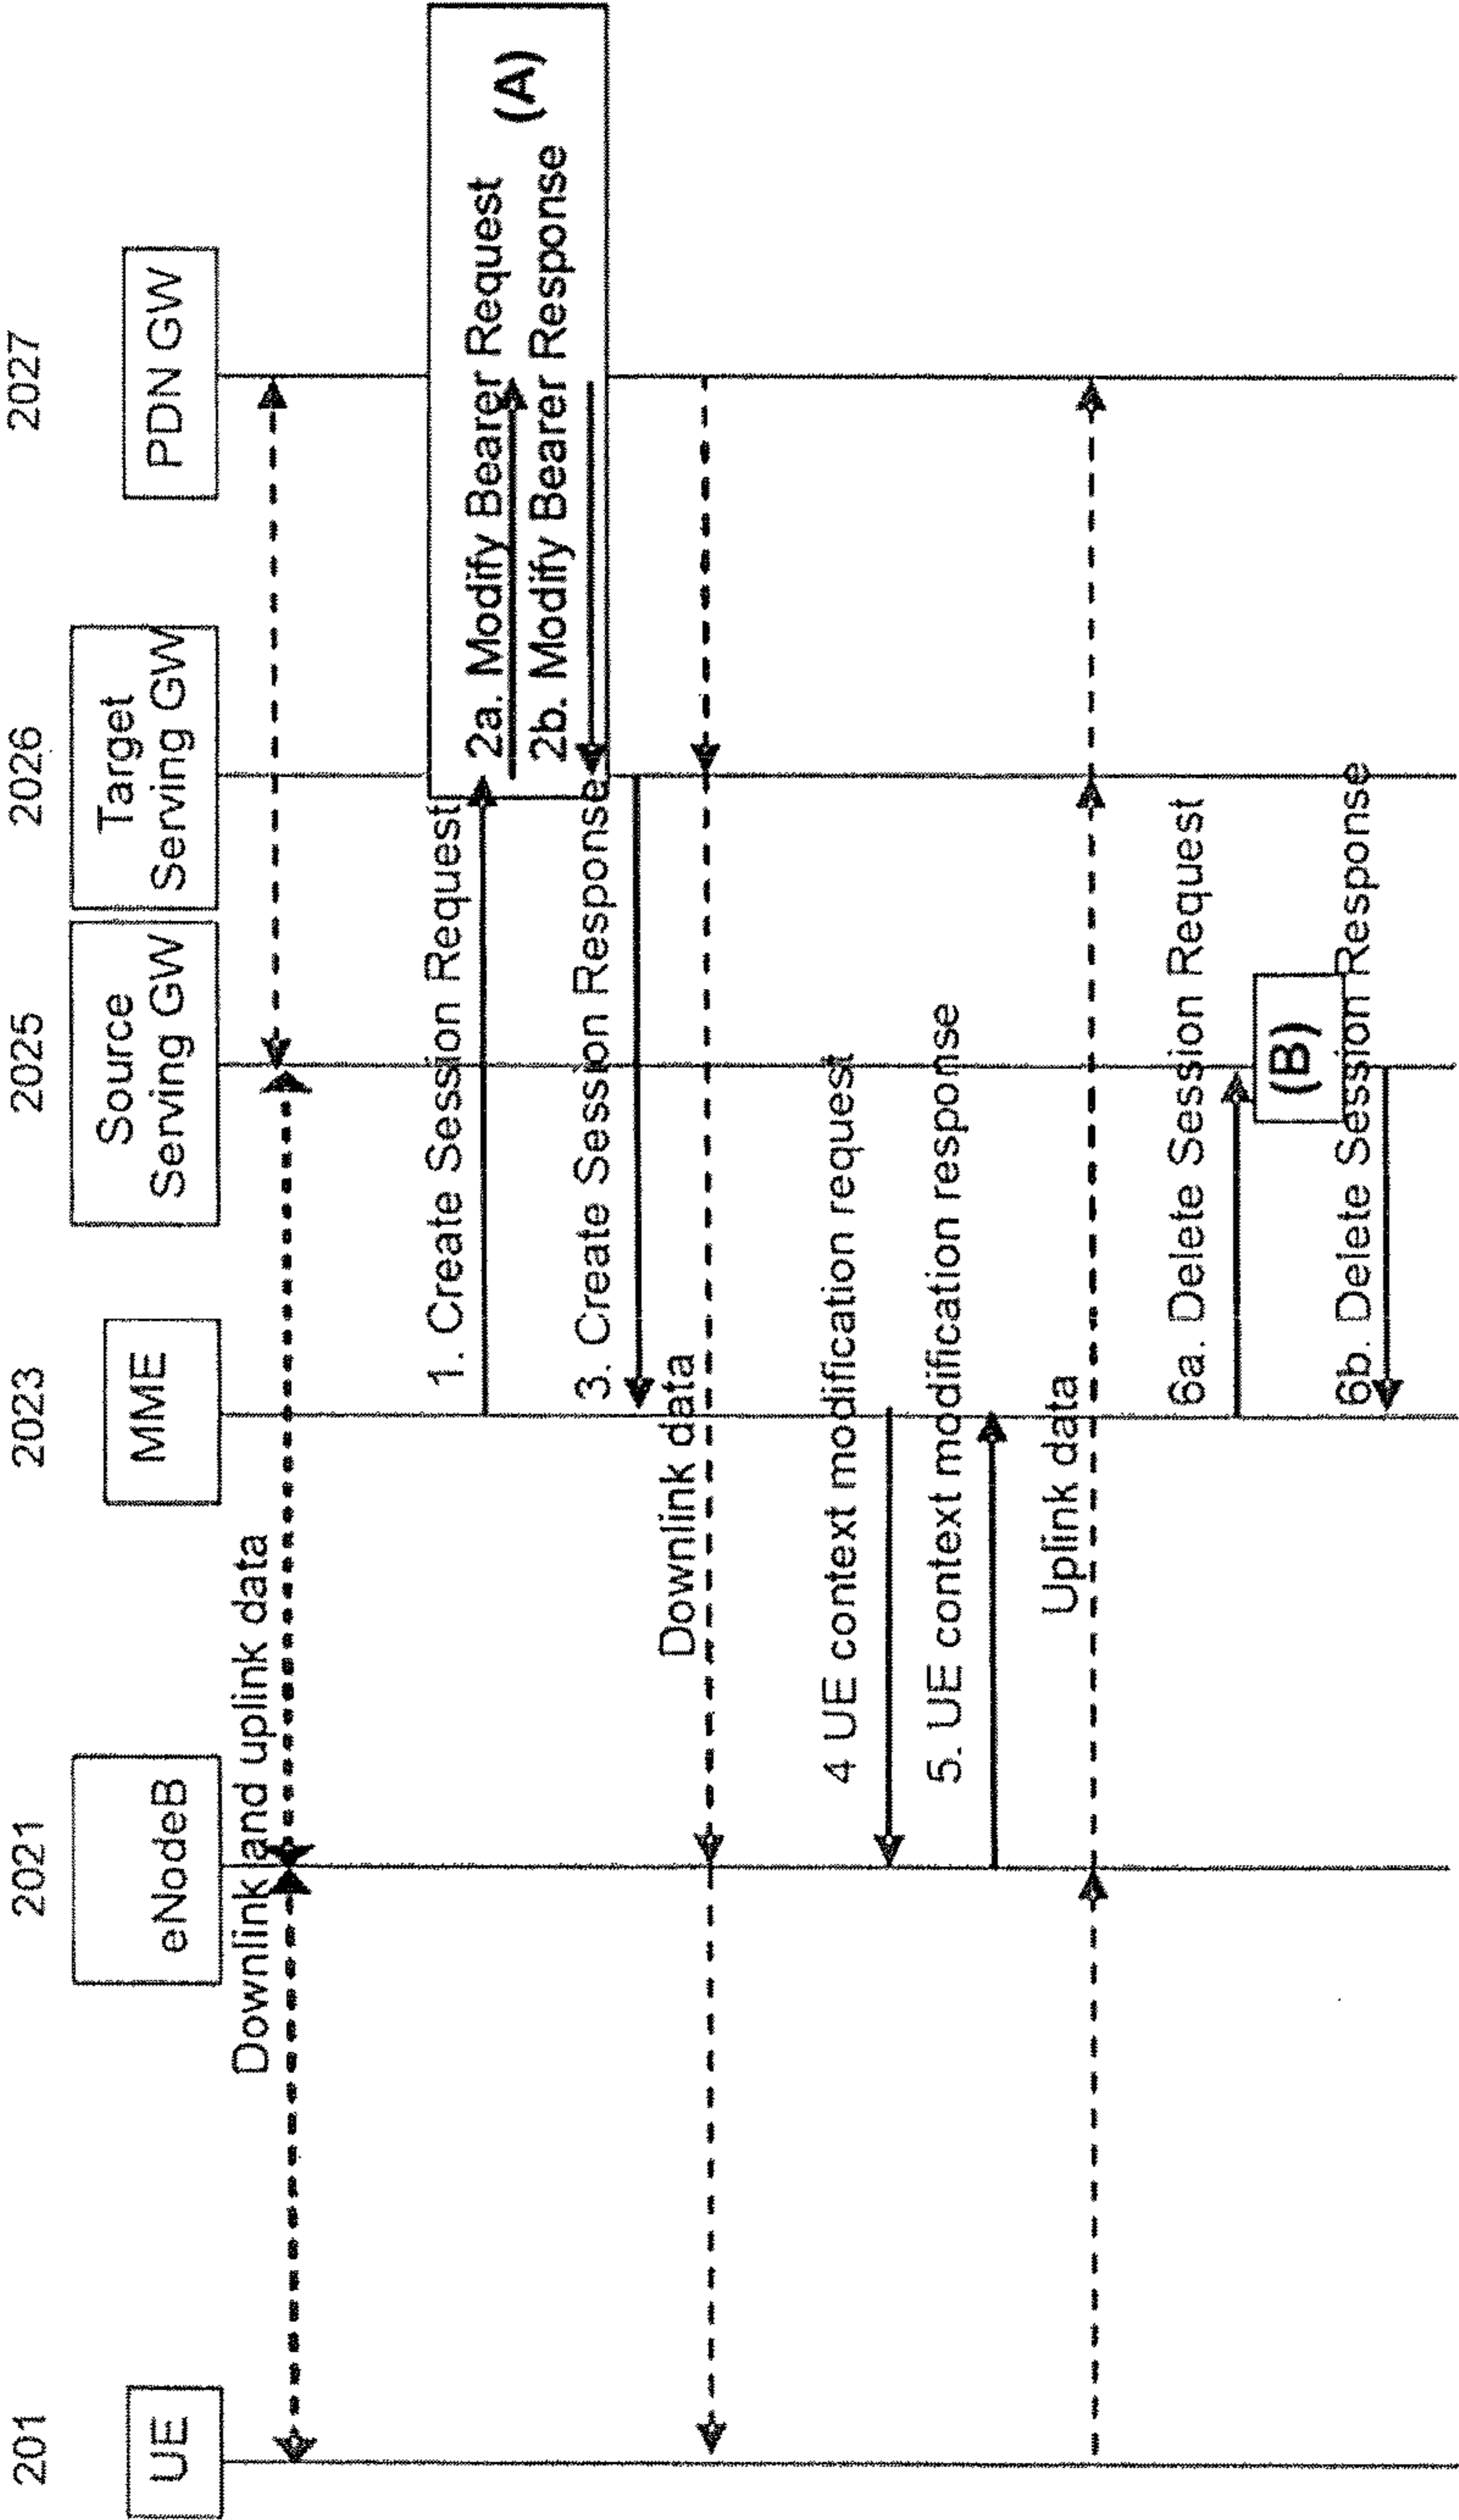 201
2021
2023
2025
2026
2027
UE
eNodeB
MME
Source
Serving GW
Target
Serving GW
PDN GW
Downlink and uplink data
1. Create Session Request
2a. Modify Bearer Request
(A)
2b. Modify Bearer Response
3. Create Session Response
Downlink data
4 UE context modification request
5. UE context modification response
Uplink data
6a. Delete Session Request
(B)
6b. Delete Session Response